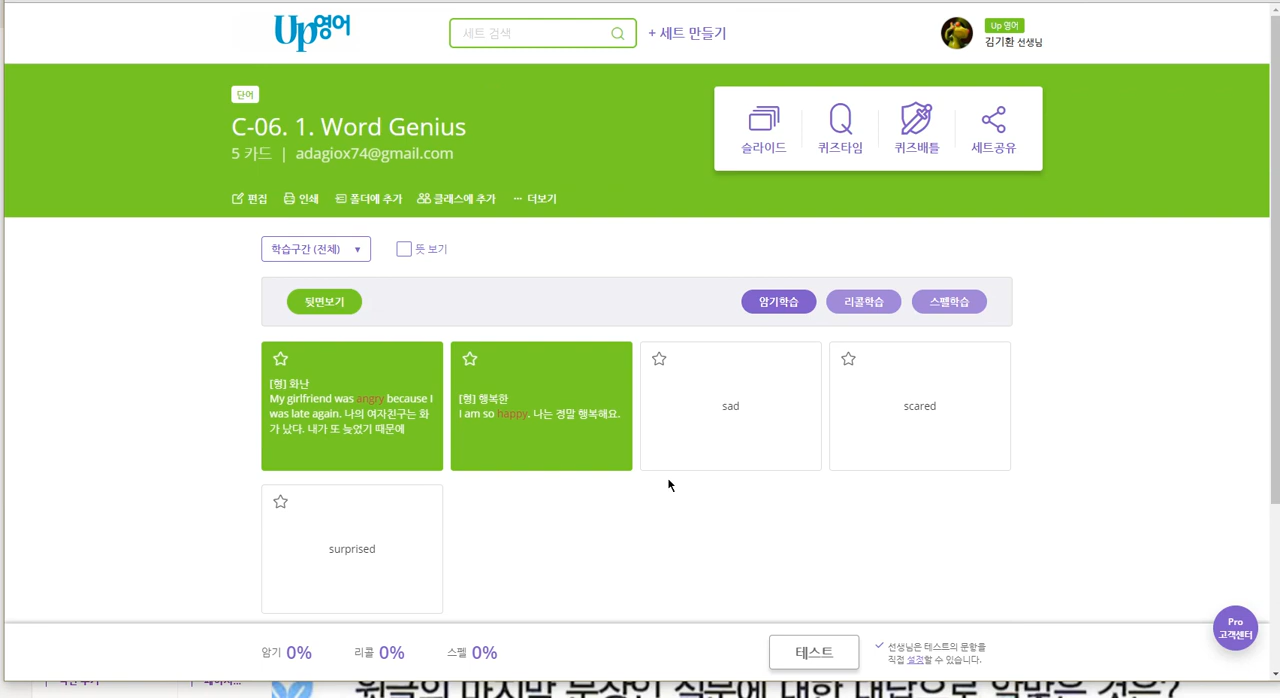 Up영어
세트 검색
+ 세트 만들기
Up 영어
김기환 선생님
단어
C-06. 1. Word Genius
5 카드 | adagiox74@gmail.com
슬라이드
퀴즈타임
퀴즈배틀
세트공유
편집
인쇄
폴더에 추가
클래스에 추가
더보기
학습구간 (전체)
뜻 보기
뒷면보기
암기학습
리콜학습
스펠학습
[형] 화난
My girlfriend was angry because I
was late again. 나의 여자친구는 화
가 났다. 내가 또 늦었기 때문에
[형] 행복한
I am so happy. 나는 정말 행복해요.
sad
scared
surprised
암기 0%
리콜 0%
스펠 0%
테스트
선생님은 테스트의 문항을
직접 설정할 수 있습니다.
Pro
고객센터